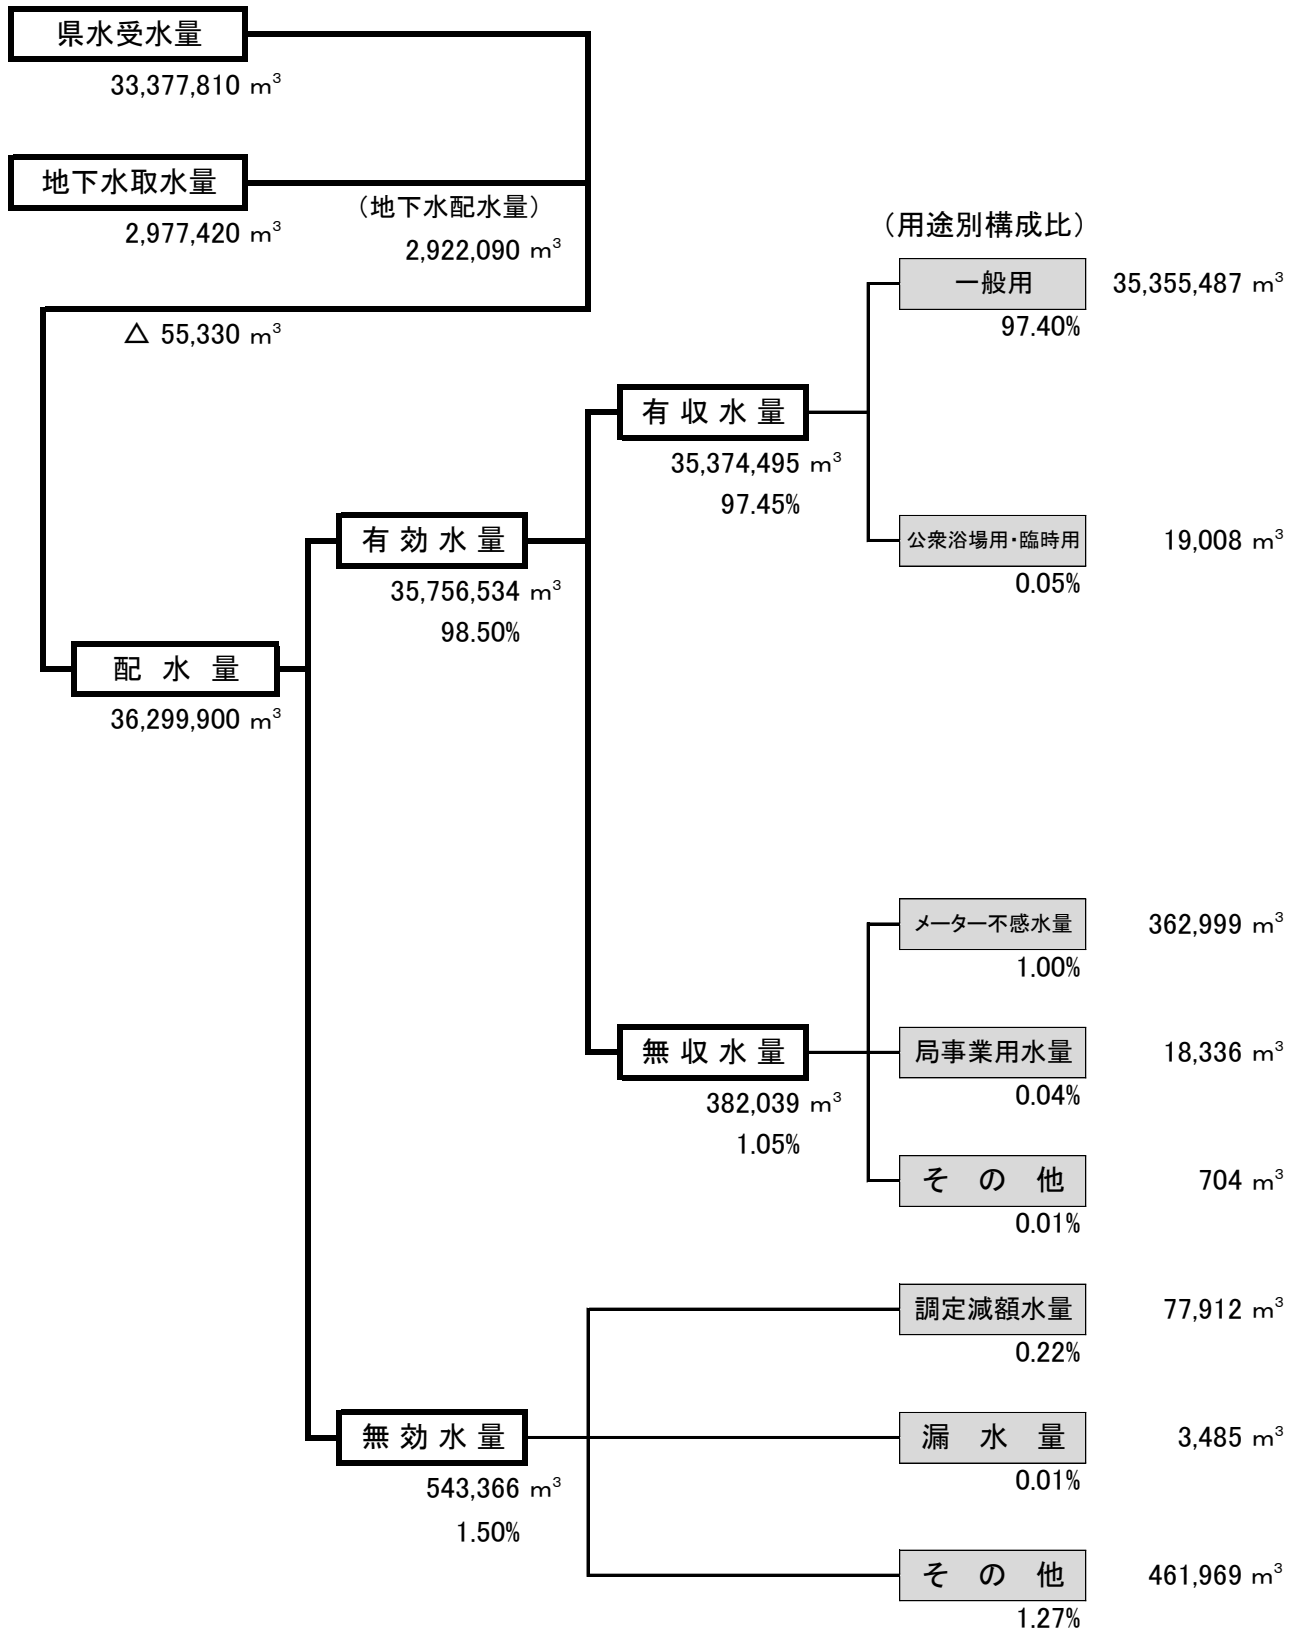 県水受水量
33,377,810 m³
地下水取水量
2,977,420 m³
（地下水配水量）
2,922,090 m³
△ 55,330 m³
（用途別構成比）
一般用 35,355,487 m³
97.40%
有収水量
35,374,495 m³
97.45%
公衆浴場用・臨時用 19,008 m³
0.05%
有効水量
35,756,534 m³
98.50%
配水量
36,299,900 m³
メーター不感水量 362,999 m³
1.00%
無収水量
382,039 m³
1.05%
局事業用水量 18,336 m³
0.04%
その他 704 m³
0.01%
調定減額水量 77,912 m³
0.22%
無効水量
543,366 m³
1.50%
漏水量 3,485 m³
0.01%
その他 461,969 m³
1.27%